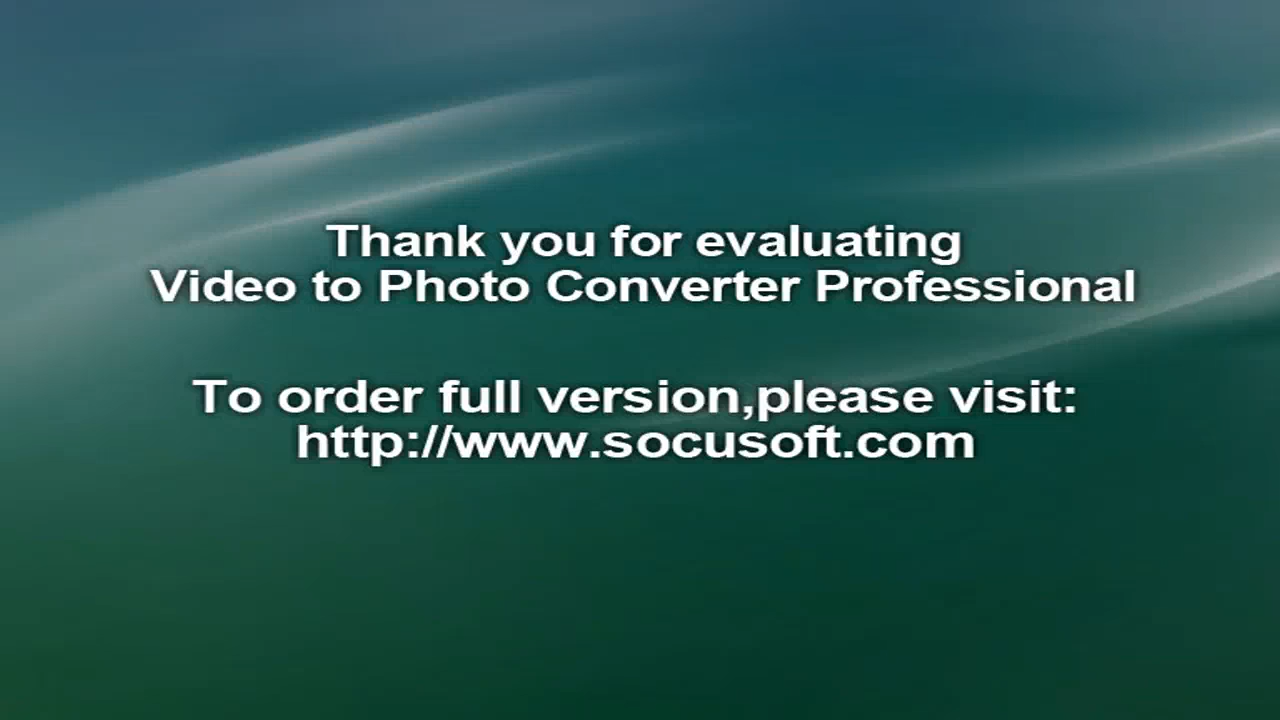 Thank you for evaluating
Video to Photo Converter Professional
To order full version,please visit:
http://www.socusoft.com